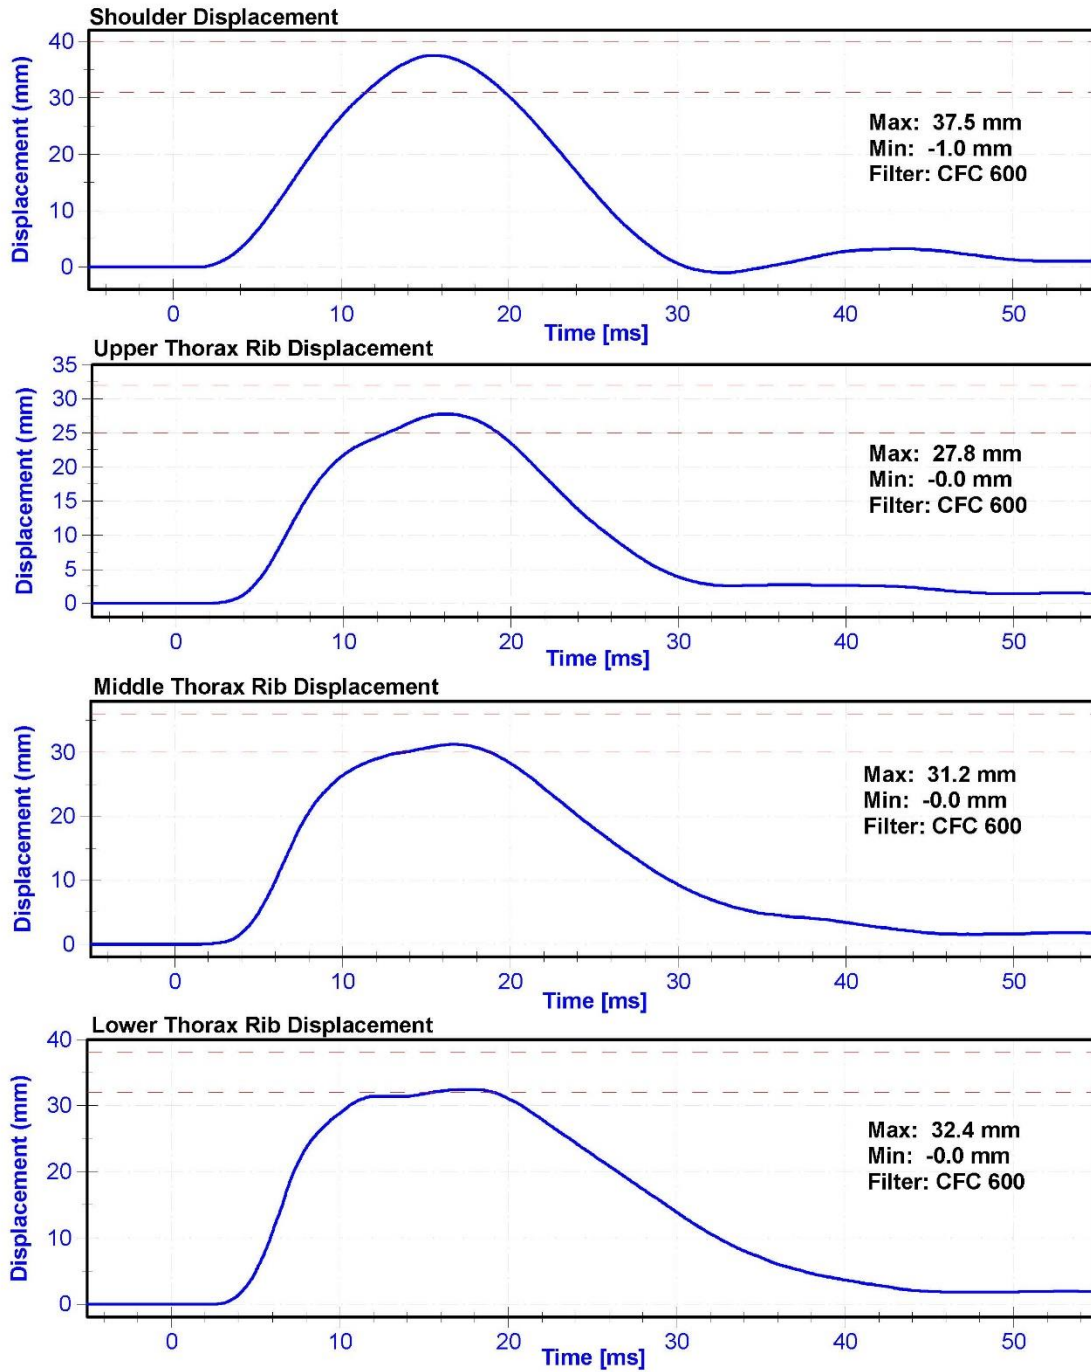 Shoulder Displacement
40
30
20
10
0
Displacement (mm)
Max: 37.5 mm
Min: -1.0 mm
Filter: CFC 600
0 10 20 30 40 50
Time [ms]
Upper Thorax Rib Displacement
35
30
25
20
15
10
5
0
Displacement (mm)
Max: 27.8 mm
Min: -0.0 mm
Filter: CFC 600
0 10 20 30 40 50
Time [ms]
Middle Thorax Rib Displacement
30
20
10
0
Displacement (mm)
Max: 31.2 mm
Min: -0.0 mm
Filter: CFC 600
0 10 20 30 40 50
Time [ms]
Lower Thorax Rib Displacement
40
30
20
10
0
Displacement (mm)
Max: 32.4 mm
Min: -0.0 mm
Filter: CFC 600
0 10 20 30 40 50
Time [ms]